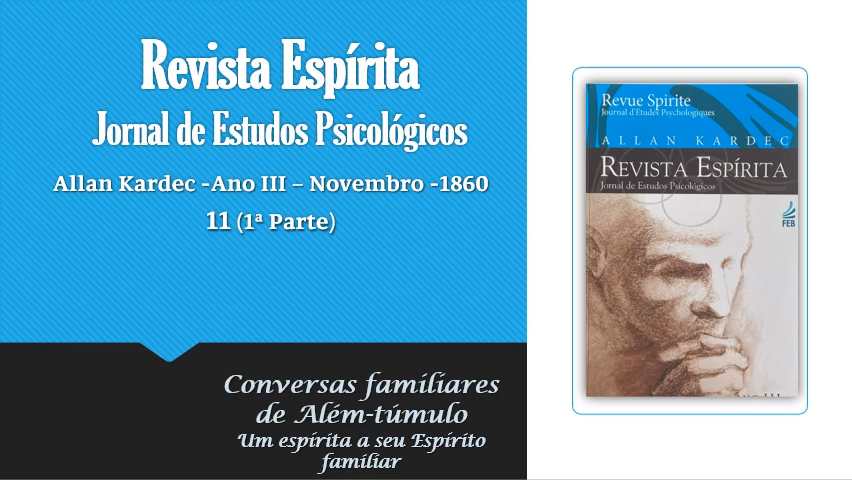 Revista Espírita
Jornal de Estudos Psicológicos
Allan Kardec -Ano III – Novembro -1860
11 (1ª Parte)
Conversas familiares
de Além-túmulo
Um espírita a seu Espírito
familiar
Revue Spirite
Journal d'Études Psychologiques
ALLAN KARDEC
REVISTA ESPÍRITA
Jornal de Estudos Psicológicos
FEB